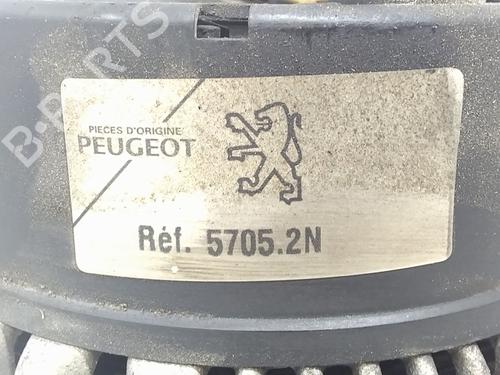 B-PARTS
PIECES D'ORIGINE
PEUGEOT
Réf. 5705.2N